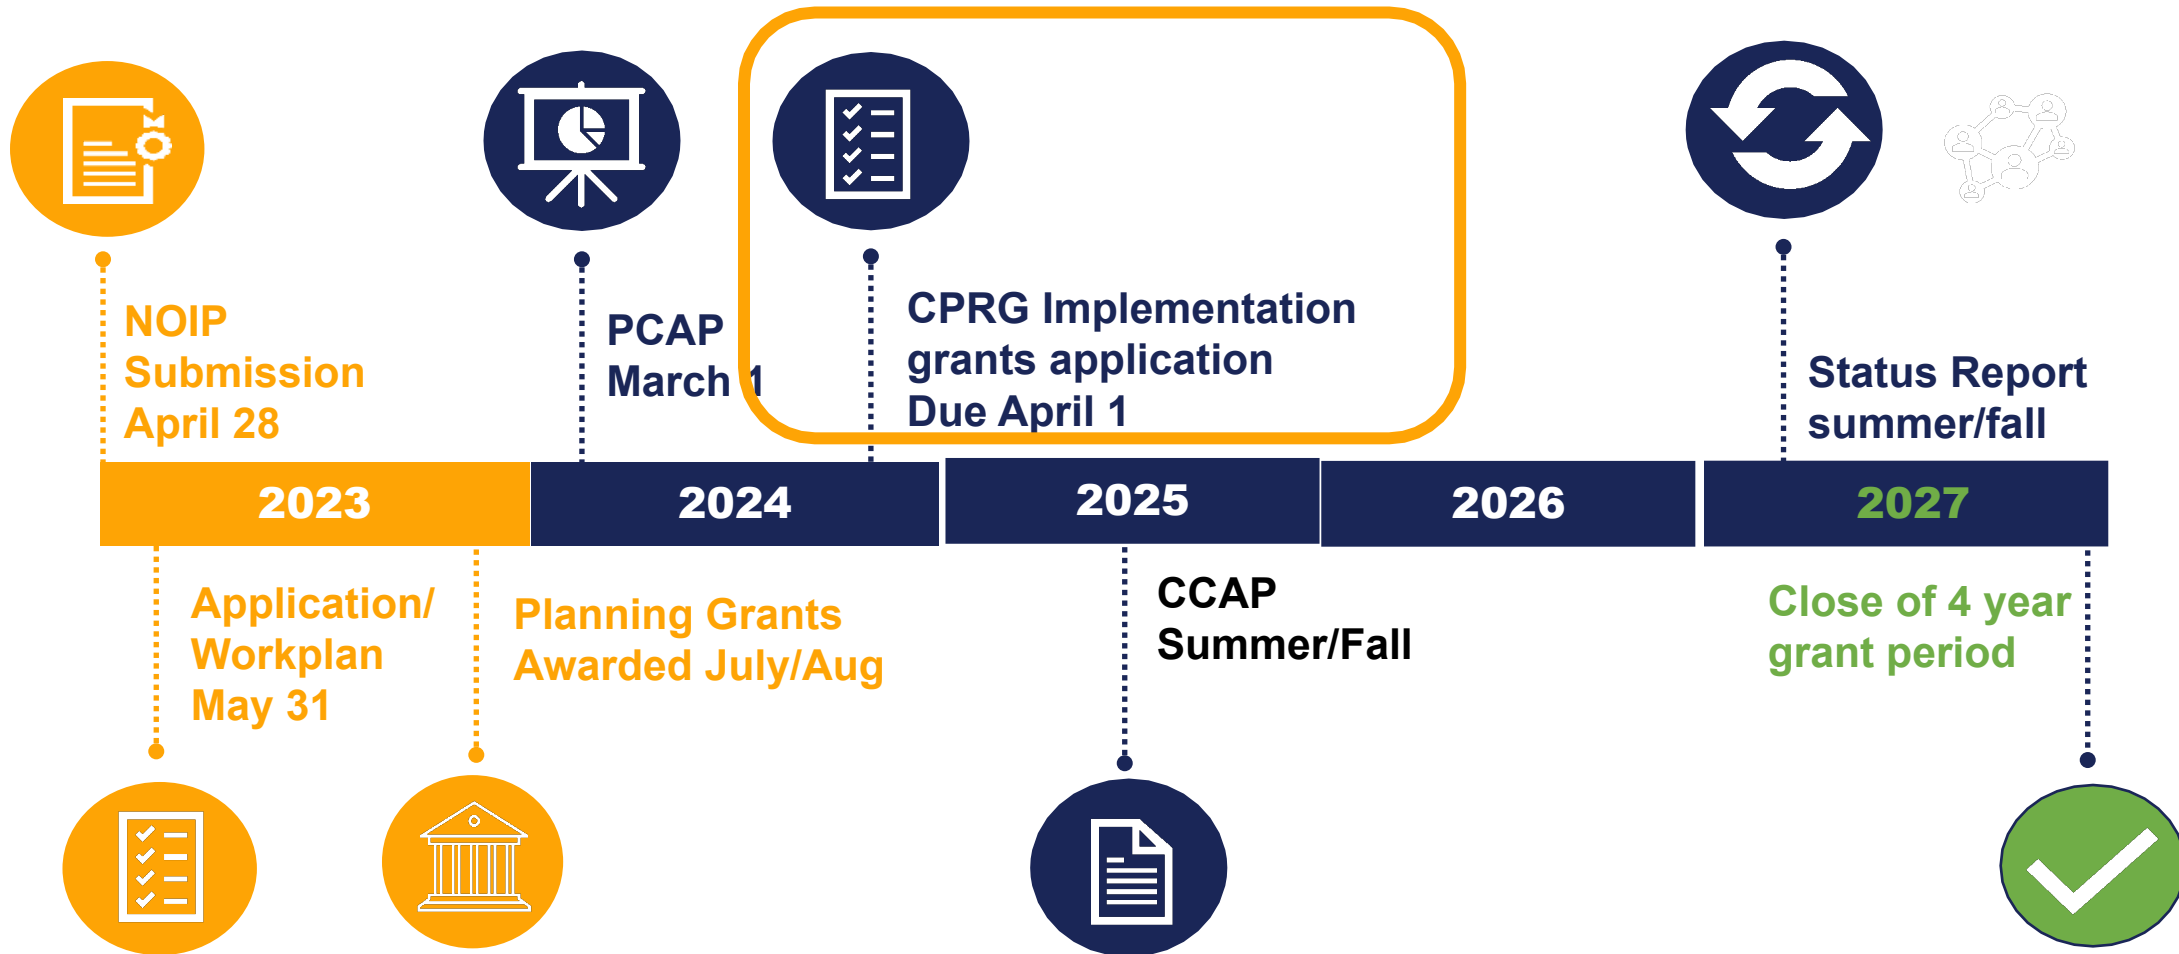 NOIP
Submission
April 28
PCAP
March 1
CPRG Implementation
grants application
Due April 1
Status Report
summer/fall
2023
2024
2025
2026
2027
Application/
Workplan
May 31
Planning Grants
Awarded July/Aug
CCAP
Summer/Fall
Close of 4 year
grant period